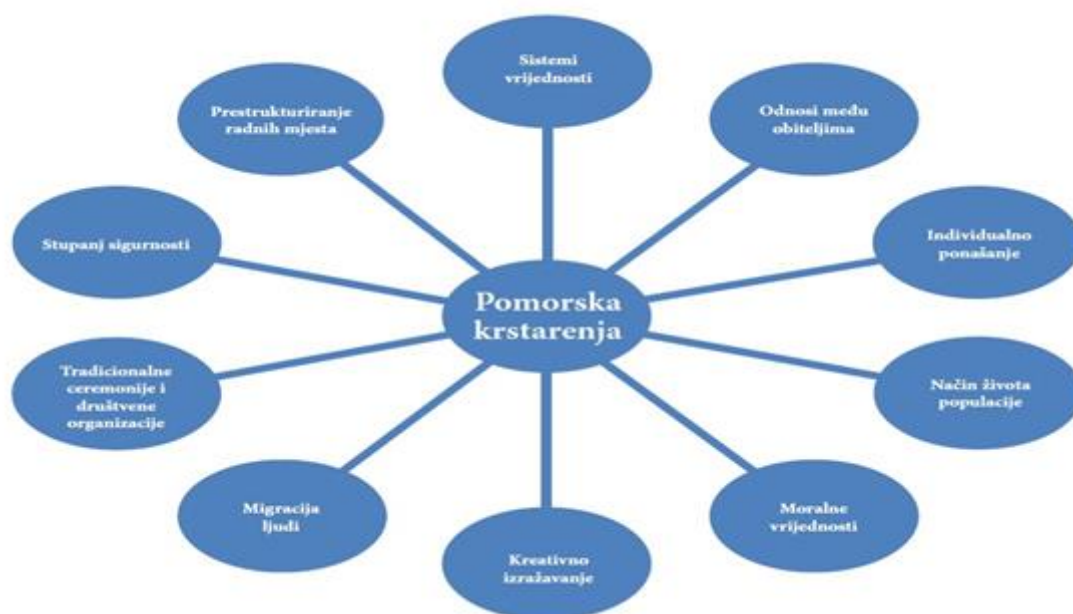 Sistemi
vrijednosti
Prestrukturiranje
radnih mjesta
Odnosi među
obiteljima
Stupanj sigurnosti
Individualno
ponašanje
Pomorska
krstarenja
Tradicionalne
ceremonije i
društvene
organizacije
Način života
populacije
Migracija
ljudi
Moralne
vrijednosti
Kreativno
izražavanje